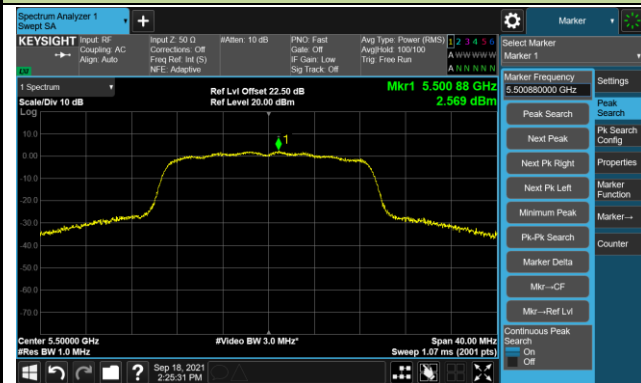 Spectrum Analyzer 1
Swept SA
+
Marker
KEYSIGHT
Input: RF
Coupling: AC
Align: Auto
Input Z: 50 Ω
Corrections: Off
Freq Ref: Int (S)
NFE: Adaptive
#Atten: 10 dB
PNO: Fast
Gate: Off
IF Gain: Low
Sig Track: Off
Avg Type: Power (RMS)
Avg|Hold: 100/100
Trig: Free Run
1 2 3 4 5 6
A W W W W W
A N N N N N
Select Marker
Marker 1
1 Spectrum
Scale/Div 10 dB
Log
Ref Lvl Offset 22.50 dB
Ref Level 20.00 dBm
Mkr1 5.500 88 GHz
2.569 dBm
10.0
0.00
-10.0
-20.0
-30.0
-40.0
-50.0
-60.0
-70.0
1
Center 5.50000 GHz
#Res BW 1.0 MHz
#Video BW 3.0 MHz*
Span 40.00 MHz
Sweep 1.07 ms (2001 pts)
Marker Frequency
5.500880000 GHz
Peak Search
Next Peak
Next Pk Right
Next Pk Left
Minimum Peak
Pk-Pk Search
Marker Delta
Mkr→CF
Mkr→Ref Lvl
Continuous Peak
Search
On
Off
Settings
Peak
Search
Pk Search
Config
Properties
Marker
Function
Marker→
Counter
?
Sep 18, 2021
2:25:31 PM